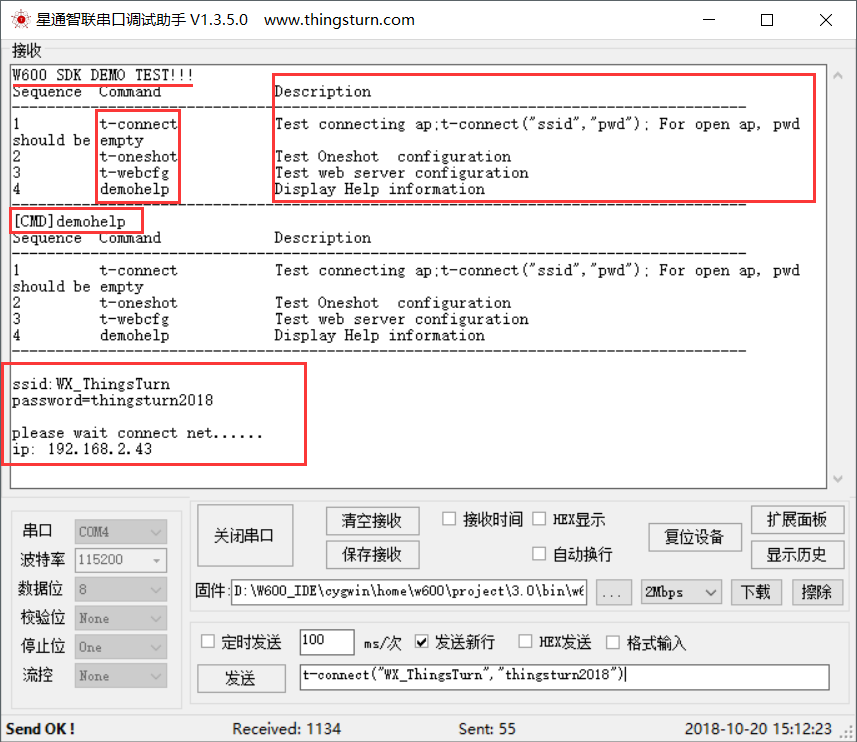 星通智联串口调试助手 V1.3.5.0 www.thingsturn.com
接收
W600 SDK DEMO TEST!!!
Sequence Command Description
------------------------------------------------------------------------------------
1 t-connect Test connecting ap;t-connect("ssid","pwd"); For open ap, pwd
should be empty
2 t-oneshot Test Oneshot configuration
3 t-webcfg Test web server configuration
4 demohelp Display Help information
------------------------------------------------------------------------------------
[CMD]demohelp
Sequence Command Description
------------------------------------------------------------------------------------
1 t-connect Test connecting ap;t-connect("ssid","pwd"); For open ap, pwd
should be empty
2 t-oneshot Test Oneshot configuration
3 t-webcfg Test web server configuration
4 demohelp Display Help information
------------------------------------------------------------------------------------
ssid:WX_ThingsTurn
password=thingsturn2018
please wait connect net......
ip: 192.168.2.43
串口 COM4
波特率 115200
数据位 8
校验位 None
停止位 One
流控 None
关闭串口 清空接收 接收时间 HEX显示 复位设备 扩展面板
保存接收 自动换行 显示历史
固件: D:\W600_IDE\cygwin\home\w600\project\3.0\bin\w6 ... 2Mbps 下载 擦除
定时发送 100 ms/次 发送新行 HEX发送 格式输入
发送 t-connect("WX_ThingsTurn","thingsturn2018")
Send OK! Received: 1134 Sent: 55 2018-10-20 15:12:23